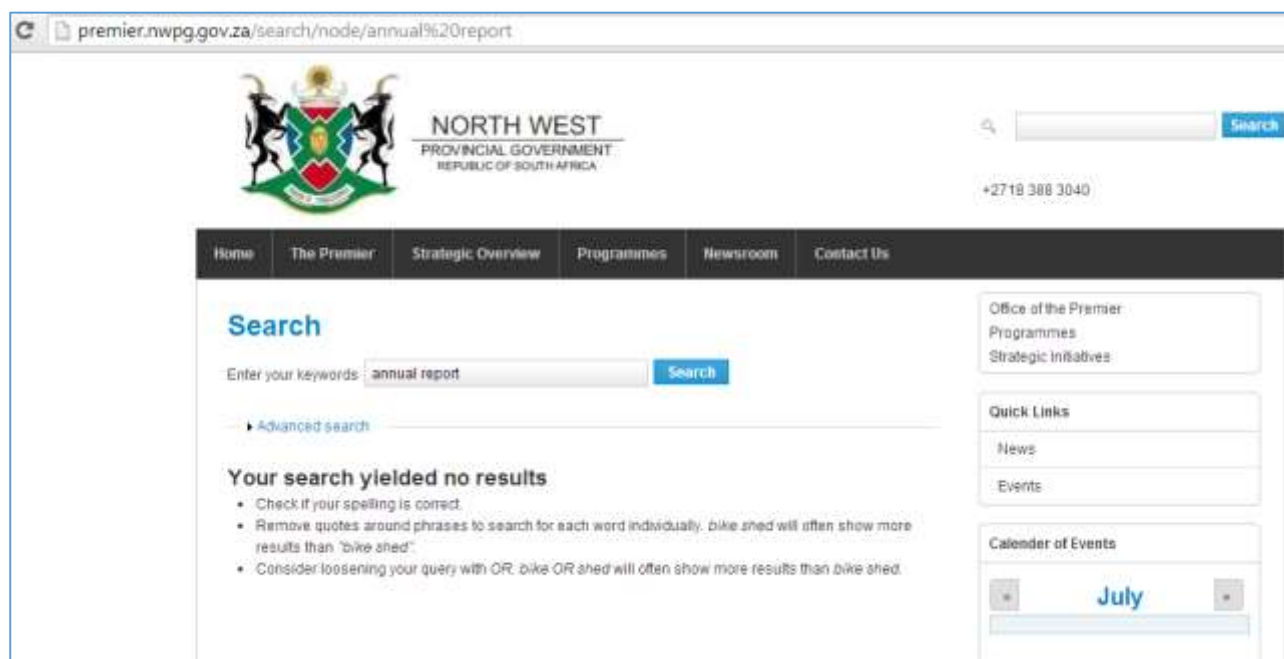 premier.nwpg.gov.za/search/node/annual%20report
NORTH WEST
PROVINCIAL GOVERNMENT
REPUBLIC OF SOUTH AFRICA
Search
+2718 388 3040
Home The Premier Strategic Overview Programmes Newsroom Contact Us
Search
Enter your keywords annual report Search
Advanced search
Your search yielded no results
• Check if your spelling is correct.
• Remove quotes around phrases to search for each word individually. bike shed will often show more
results than "bike shed".
• Consider loosening your query with OR. bike OR shed will often show more results than bike shed.
Office of the Premier
Programmes
Strategic Initiatives
Quick Links
News
Events
Calender of Events
« July »